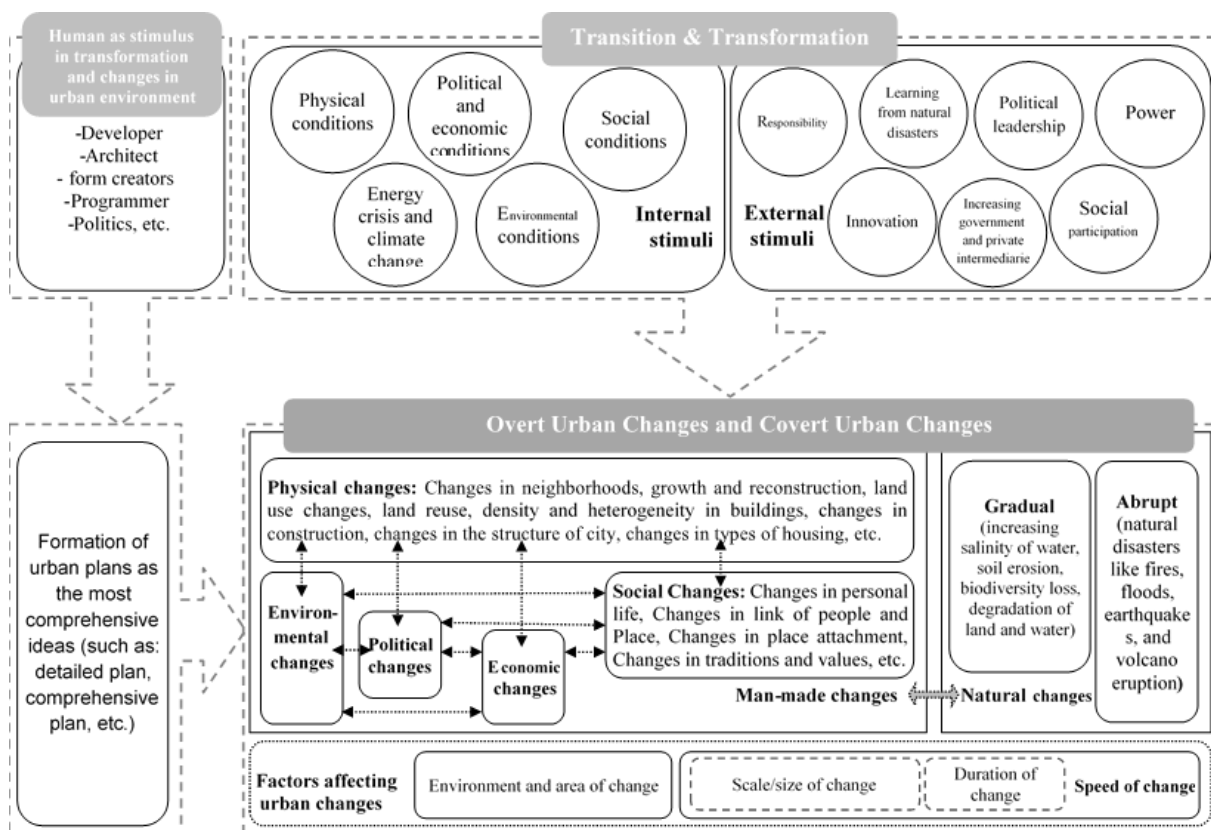 Human as stimulus
in transformation
and changes in
urban environment
-Developer
-Architect
- form creators
-Programmer
-Politics, etc.
Transition & Transformation
Physical
conditions
Political
and
economic
conditions
Social
conditions
Energy
crisis and
climate
change
Environmental
conditions
Internal
stimuli
Responsibility
Learning
from natural
disasters
Political
leadership
Power
External
stimuli
Innovation
Increasing
government
and private
intermediarie
Social
participation
Formation of
urban plans as
the most
comprehensive
ideas (such as:
detailed plan,
comprehensive
plan, etc.)
Overt Urban Changes and Covert Urban Changes
Physical changes: Changes in neighborhoods, growth and reconstruction, land
use changes, land reuse, density and heterogeneity in buildings, changes in
construction, changes in the structure of city, changes in types of housing, etc.
Environ-
mental
changes
Political
changes
Economic
changes
Social Changes: Changes in personal
life, Changes in link of people and
Place, Changes in place attachment,
Changes in traditions and values, etc.
Man-made changes
Natural changes
Gradual
(increasing
salinity of water,
soil erosion,
biodiversity loss,
degradation of
land and water)
Abrupt
(natural
disasters
like fires,
floods,
earthquake
s, and
volcano
eruption)
Factors affecting
urban changes
Environment and area of change
Scale/size of change
Duration of
change
Speed of change